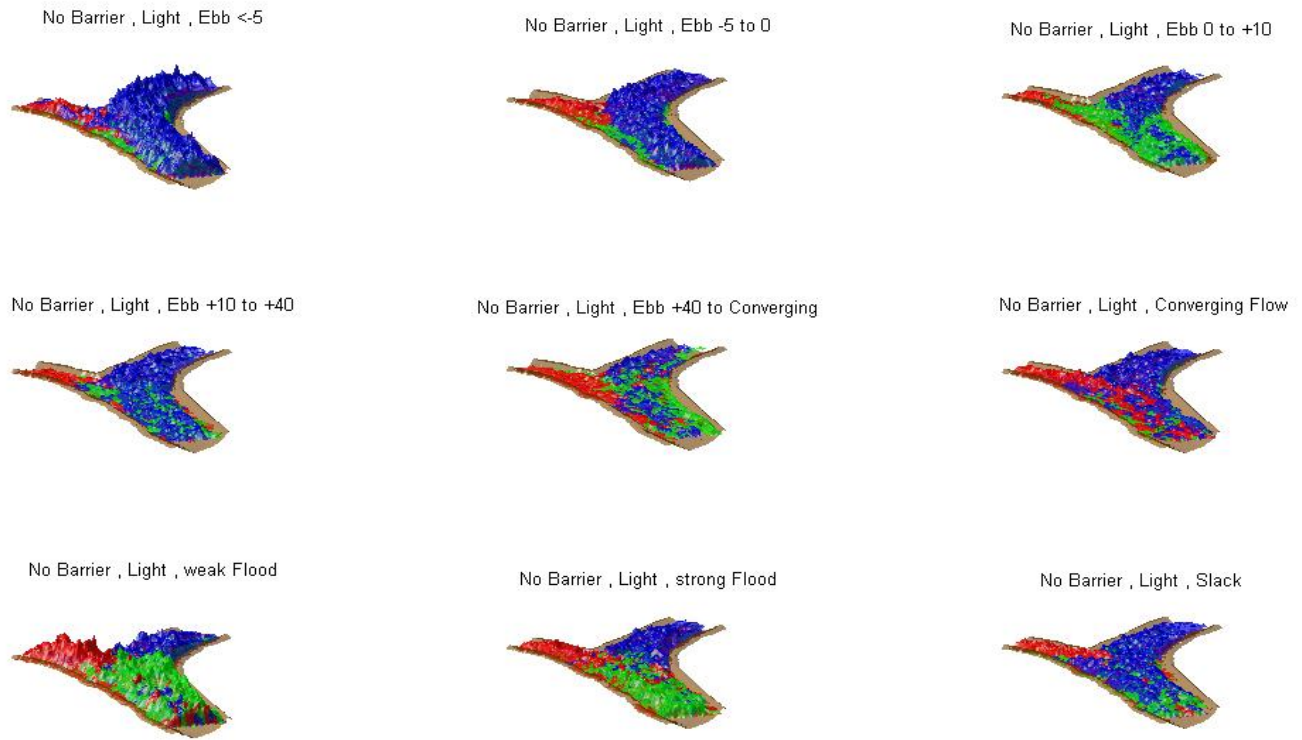 No Barrier , Light , Ebb <-5
No Barrier , Light , Ebb -5 to 0
No Barrier , Light , Ebb 0 to +10
No Barrier , Light , Ebb +10 to +40
No Barrier , Light , Ebb +40 to Converging
No Barrier , Light , Converging Flow
No Barrier , Light , weak Flood
No Barrier , Light , strong Flood
No Barrier , Light , Slack